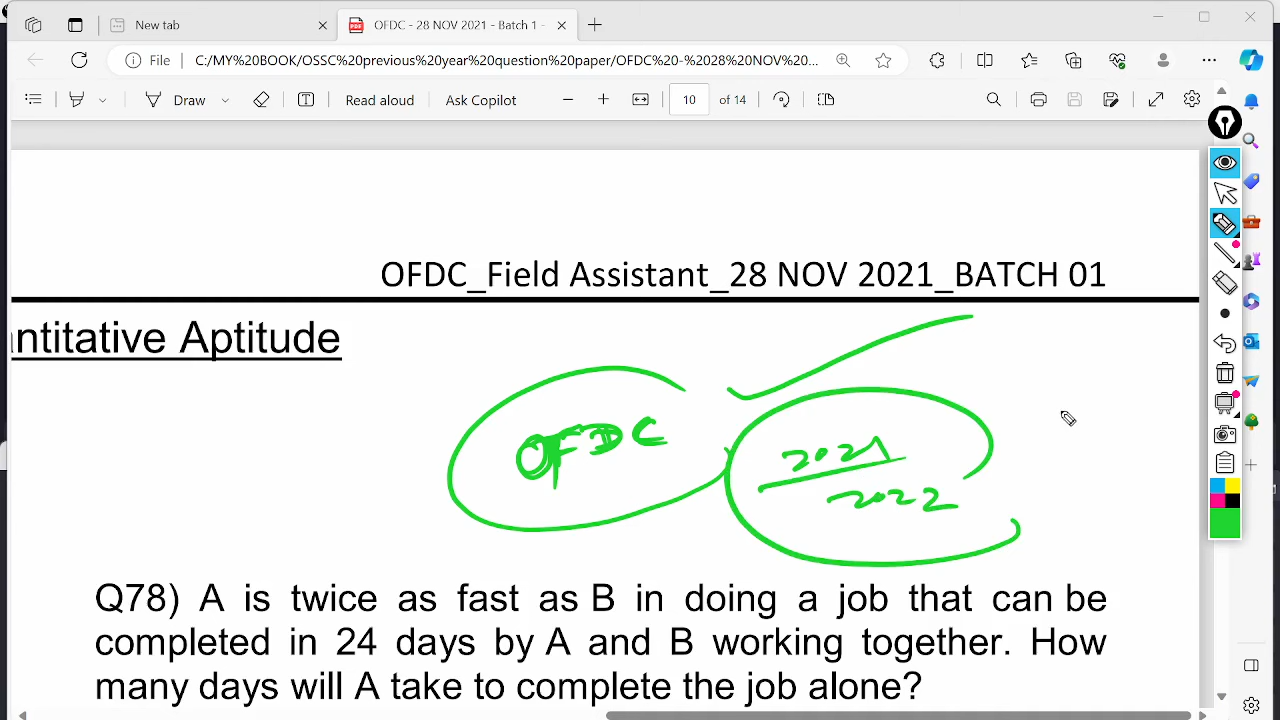 New tab
OFDC - 28 NOV 2021 - Batch 1 -
File
C:/MY%20BOOK/OSSC%20previous%20year%20question%20paper/OFDC%20-%2028%20NOV%20...
Draw
Read aloud
Ask Copilot
10
of 14
OFDC_Field Assistant_28 NOV 2021_BATCH 01
ntitative Aptitude
OFDC
2021
2022
Q78) A is twice as fast as B in doing a job that can be
completed in 24 days by A and B working together. How
many days will A take to complete the job alone?